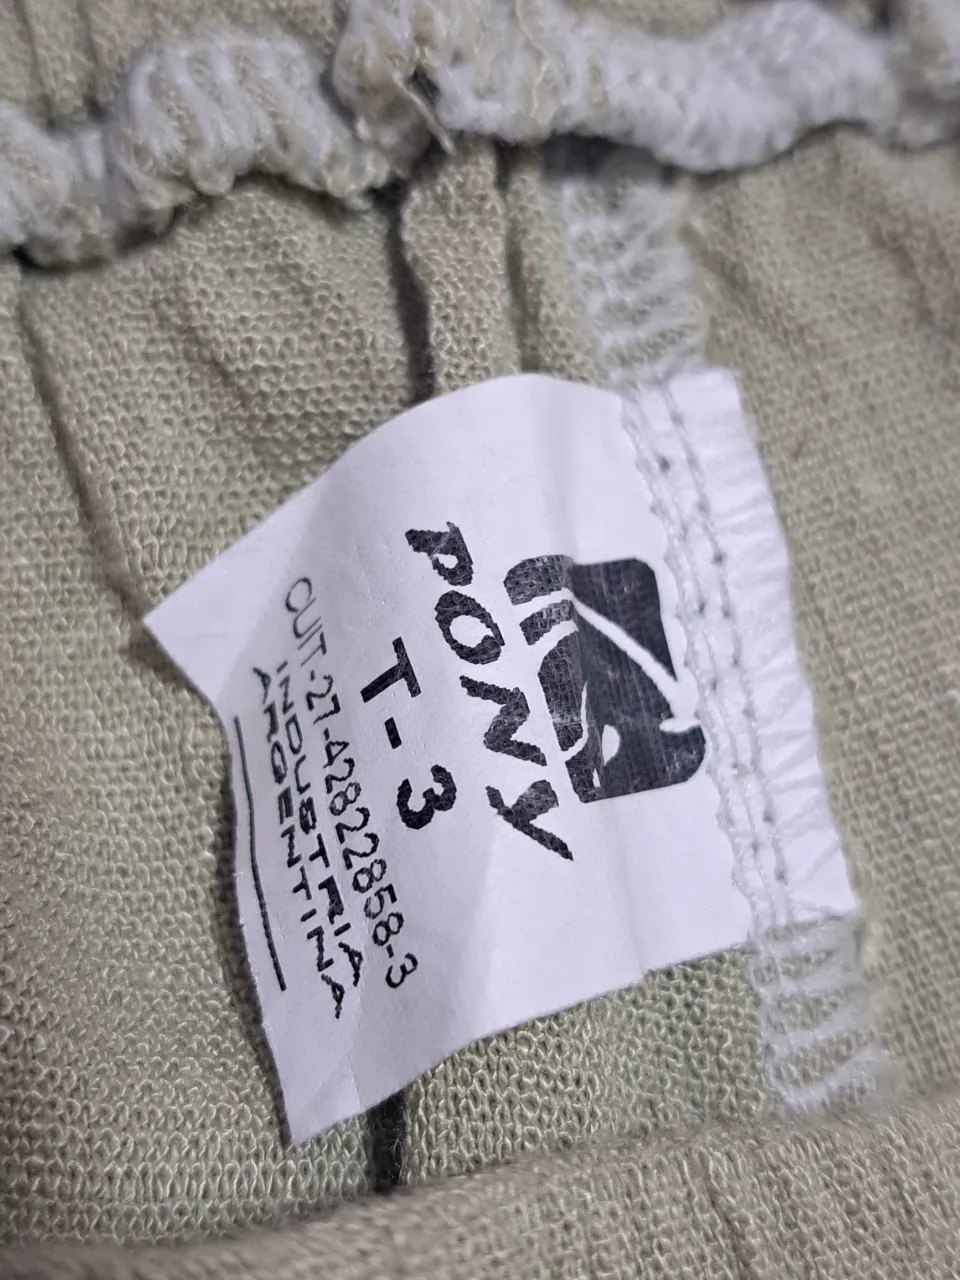 PONY
T-3
CUIT-27-42822858-3
INDUSTRIA
ARGENTINA